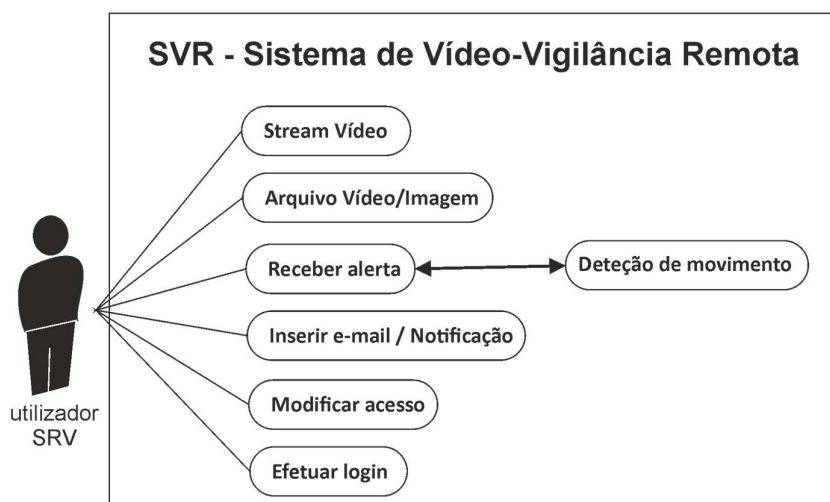 SVR - Sistema de Vídeo-Vigilância Remota
Stream Vídeo
Arquivo Vídeo/Imagem
Receber alerta
Deteção de movimento
Inserir e-mail / Notificação
Modificar acesso
Efetuar login
utilizador
SRV